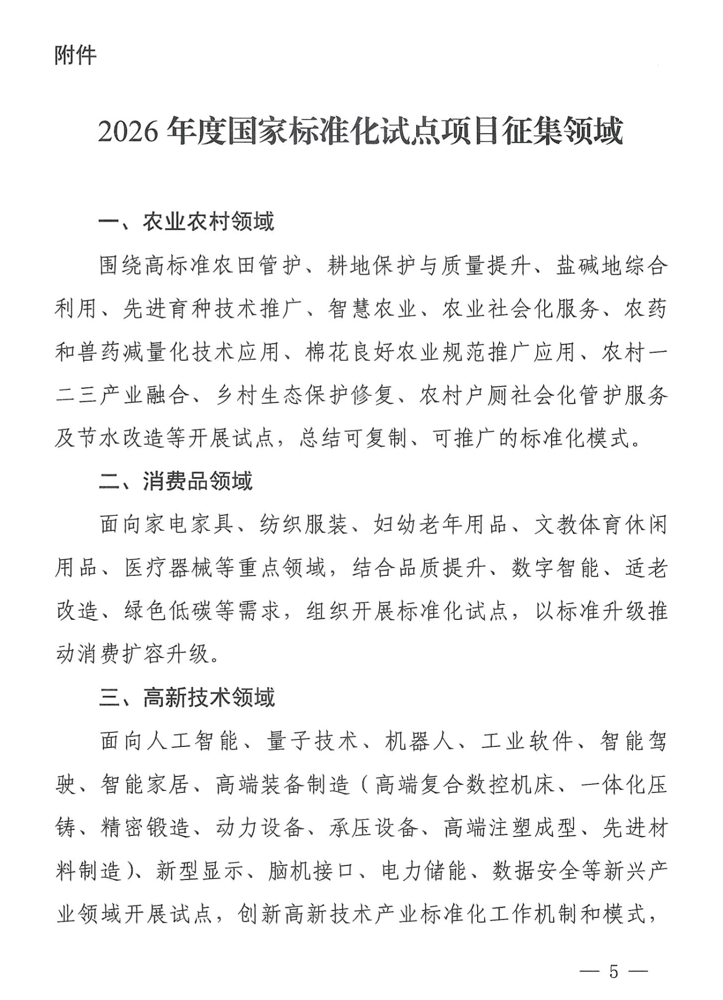 附件
2026年度国家标准化试点项目征集领域
一、农业农村领域
围绕高标准农田管护、耕地保护与质量提升、盐碱地综合
利用、先进育种技术推广、智慧农业、农业社会化服务、农药
和兽药减量化技术应用、棉花良好农业规范推广应用、农村一
二三产业融合、乡村生态保护修复、农村户厕社会化管护服务
及节水改造等开展试点，总结可复制、可推广的标准化模式。
二、消费品领域
面向家电家具、纺织服装、妇幼老年用品、文教体育休闲
用品、医疗器械等重点领域，结合品质提升、数字智能、适老
改造、绿色低碳等需求，组织开展标准化试点，以标准升级推
动消费扩容升级。
三、高新技术领域
面向人工智能、量子技术、机器人、工业软件、智能驾
驶、智能家居、高端装备制造（高端复合数控机床、一体化压
铸、精密锻造、动力设备、承压设备、高端注塑成型、先进材
料制造）、新型显示、脑机接口、电力储能、数据安全等新兴产
业领域开展试点，创新高新技术产业标准化工作机制和模式，
— 5 —